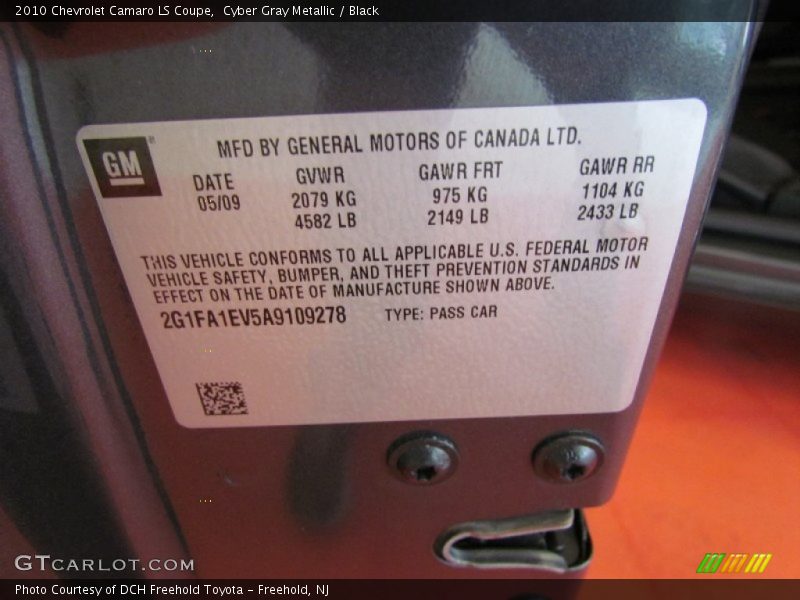 2010 Chevrolet Camaro LS Coupe,  Cyber Gray Metallic / Black
GM
MFD BY GENERAL MOTORS OF CANADA LTD.
DATE GVWR GAWR FRT GAWR RR
05/09 2079 KG 975 KG 1104 KG
4582 LB 2149 LB 2433 LB
THIS VEHICLE CONFORMS TO ALL APPLICABLE U.S. FEDERAL MOTOR
VEHICLE SAFETY, BUMPER, AND THEFT PREVENTION STANDARDS IN
EFFECT ON THE DATE OF MANUFACTURE SHOWN ABOVE.
2G1FA1EV5A9109278 TYPE: PASS CAR
GTCARLOT.COM
Photo Courtesy of DCH Freehold Toyota - Freehold, NJ